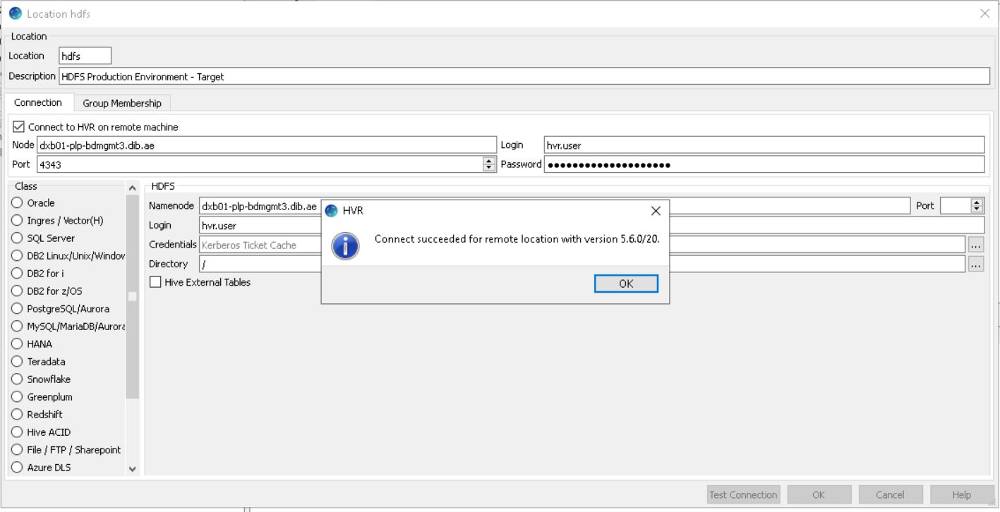 Location hdfs
Location
Location hdfs
Description HDFS Production Environment - Target
Connection Group Membership
Connect to HVR on remote machine
Node dxb01-plp-bdmgmt3.dib.ae Login hvr.user
Port 4343 Password ●●●●●●●●●●●●●●●●●●●●
Class
Oracle
Ingres / Vector(H)
SQL Server
DB2 Linux/Unix/Window
DB2 for i
DB2 for z/OS
PostgreSQL/Aurora
MySQL/MariaDB/Aurora
HANA
Teradata
Snowflake
Greenplum
Redshift
Hive ACID
File / FTP / Sharepoint
Azure DLS
HDFS
Namenode dxb01-plp-bdmgmt3.dib.ae Port
Login hvr.user
Credentials Kerberos Ticket Cache ...
Directory / ...
Hive External Tables
HVR
Connect succeeded for remote location with version 5.6.0/20.
OK
Test Connection OK Cancel Help